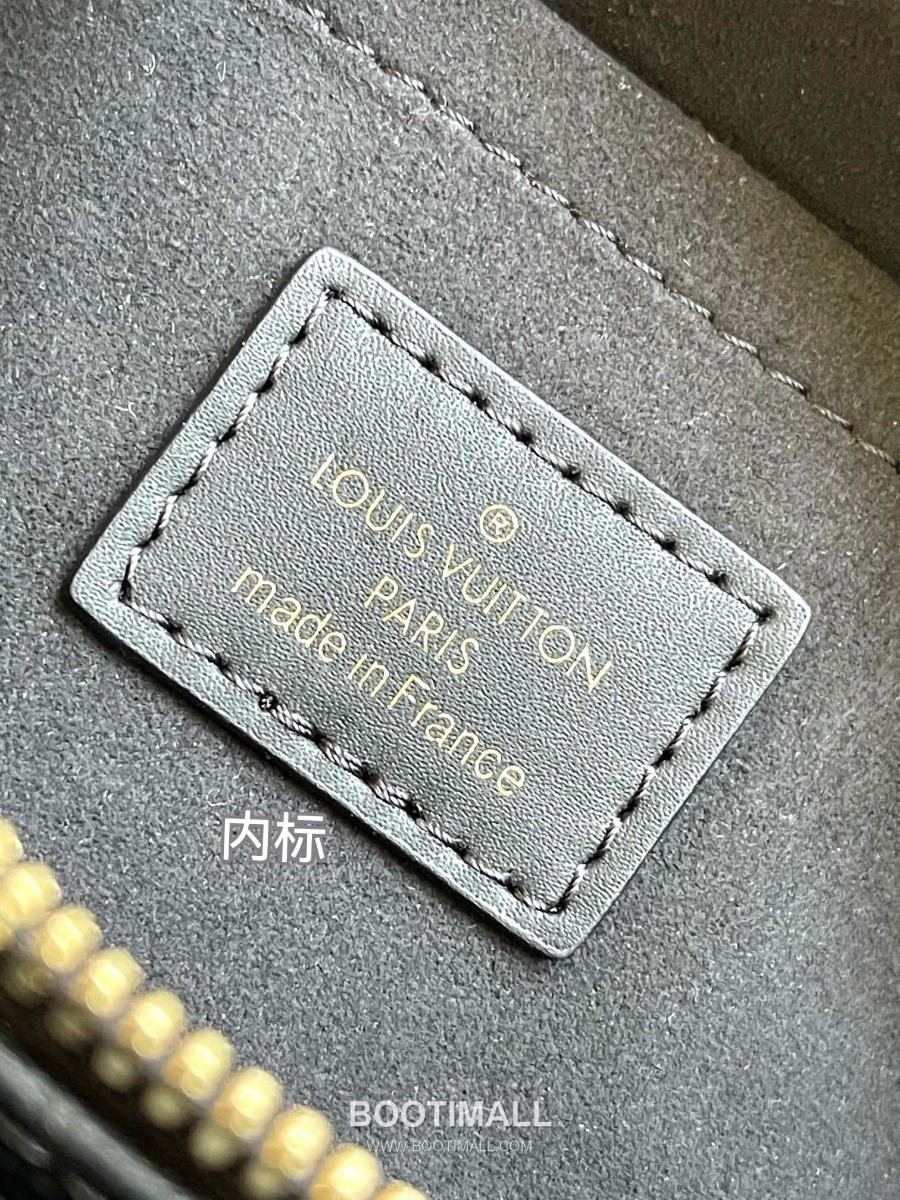 ®
LOUIS VUITTON
PARIS
made in France
内标
BOOTIMALL
WWW.BOOTIMALL.COM